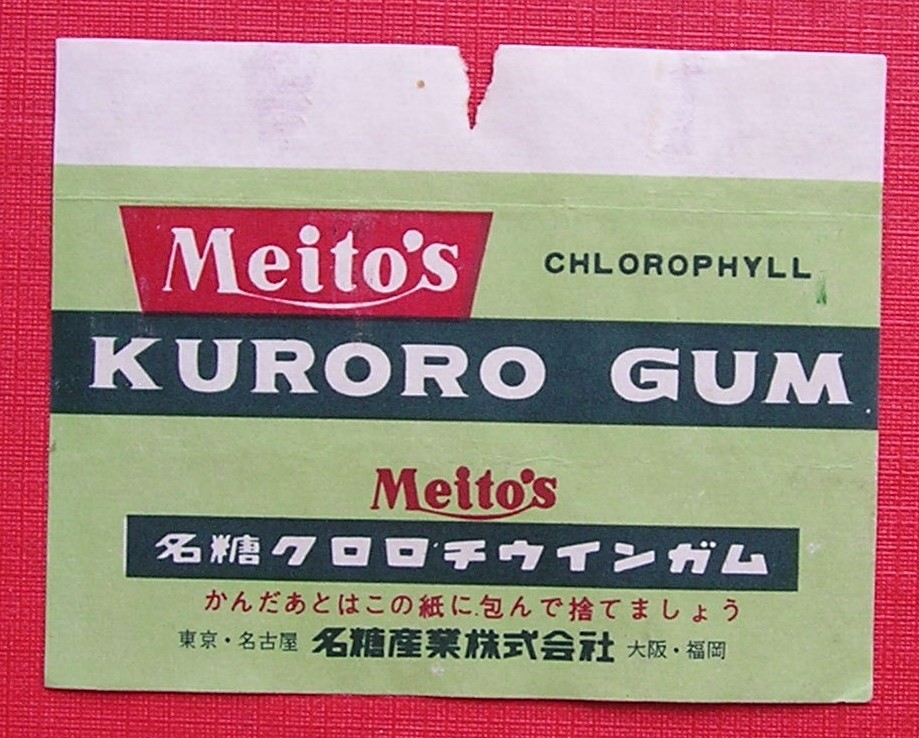 Meito's
CHLOROPHYLL
KURORO GUM
Meito's
名糖クロロチウインガム
かんだあとはこの紙に包んで捨てましょう
東京・名古屋 名糖産業株式会社 大阪・福岡